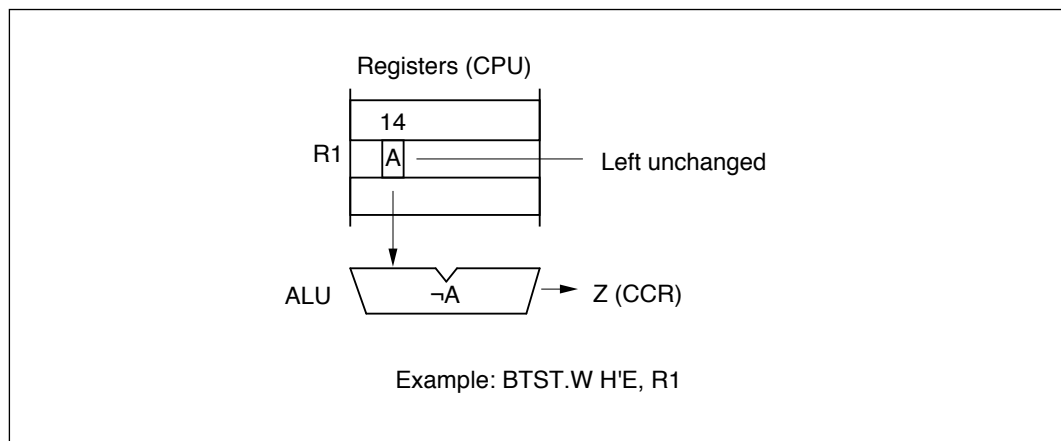 Registers (CPU)
14
R1
A
Left unchanged
ALU
¬A
Z (CCR)
Example: BTST.W H'E, R1